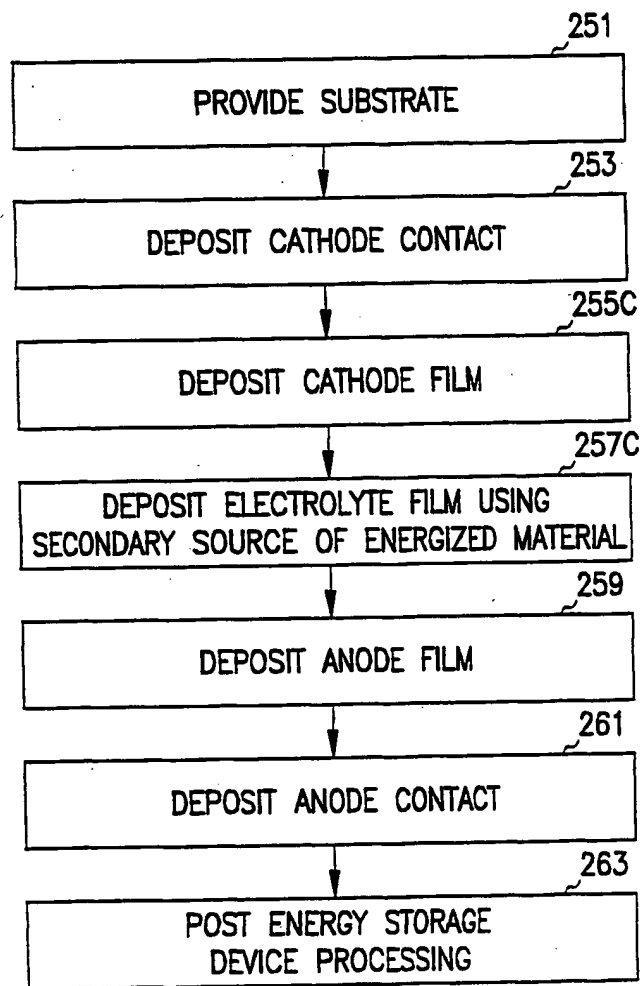 251
PROVIDE SUBSTRATE
253
DEPOSIT CATHODE CONTACT
255C
DEPOSIT CATHODE FILM
257C
DEPOSIT ELECTROLYTE FILM USING
SECONDARY SOURCE OF ENERGIZED MATERIAL
259
DEPOSIT ANODE FILM
261
DEPOSIT ANODE CONTACT
263
POST ENERGY STORAGE
DEVICE PROCESSING